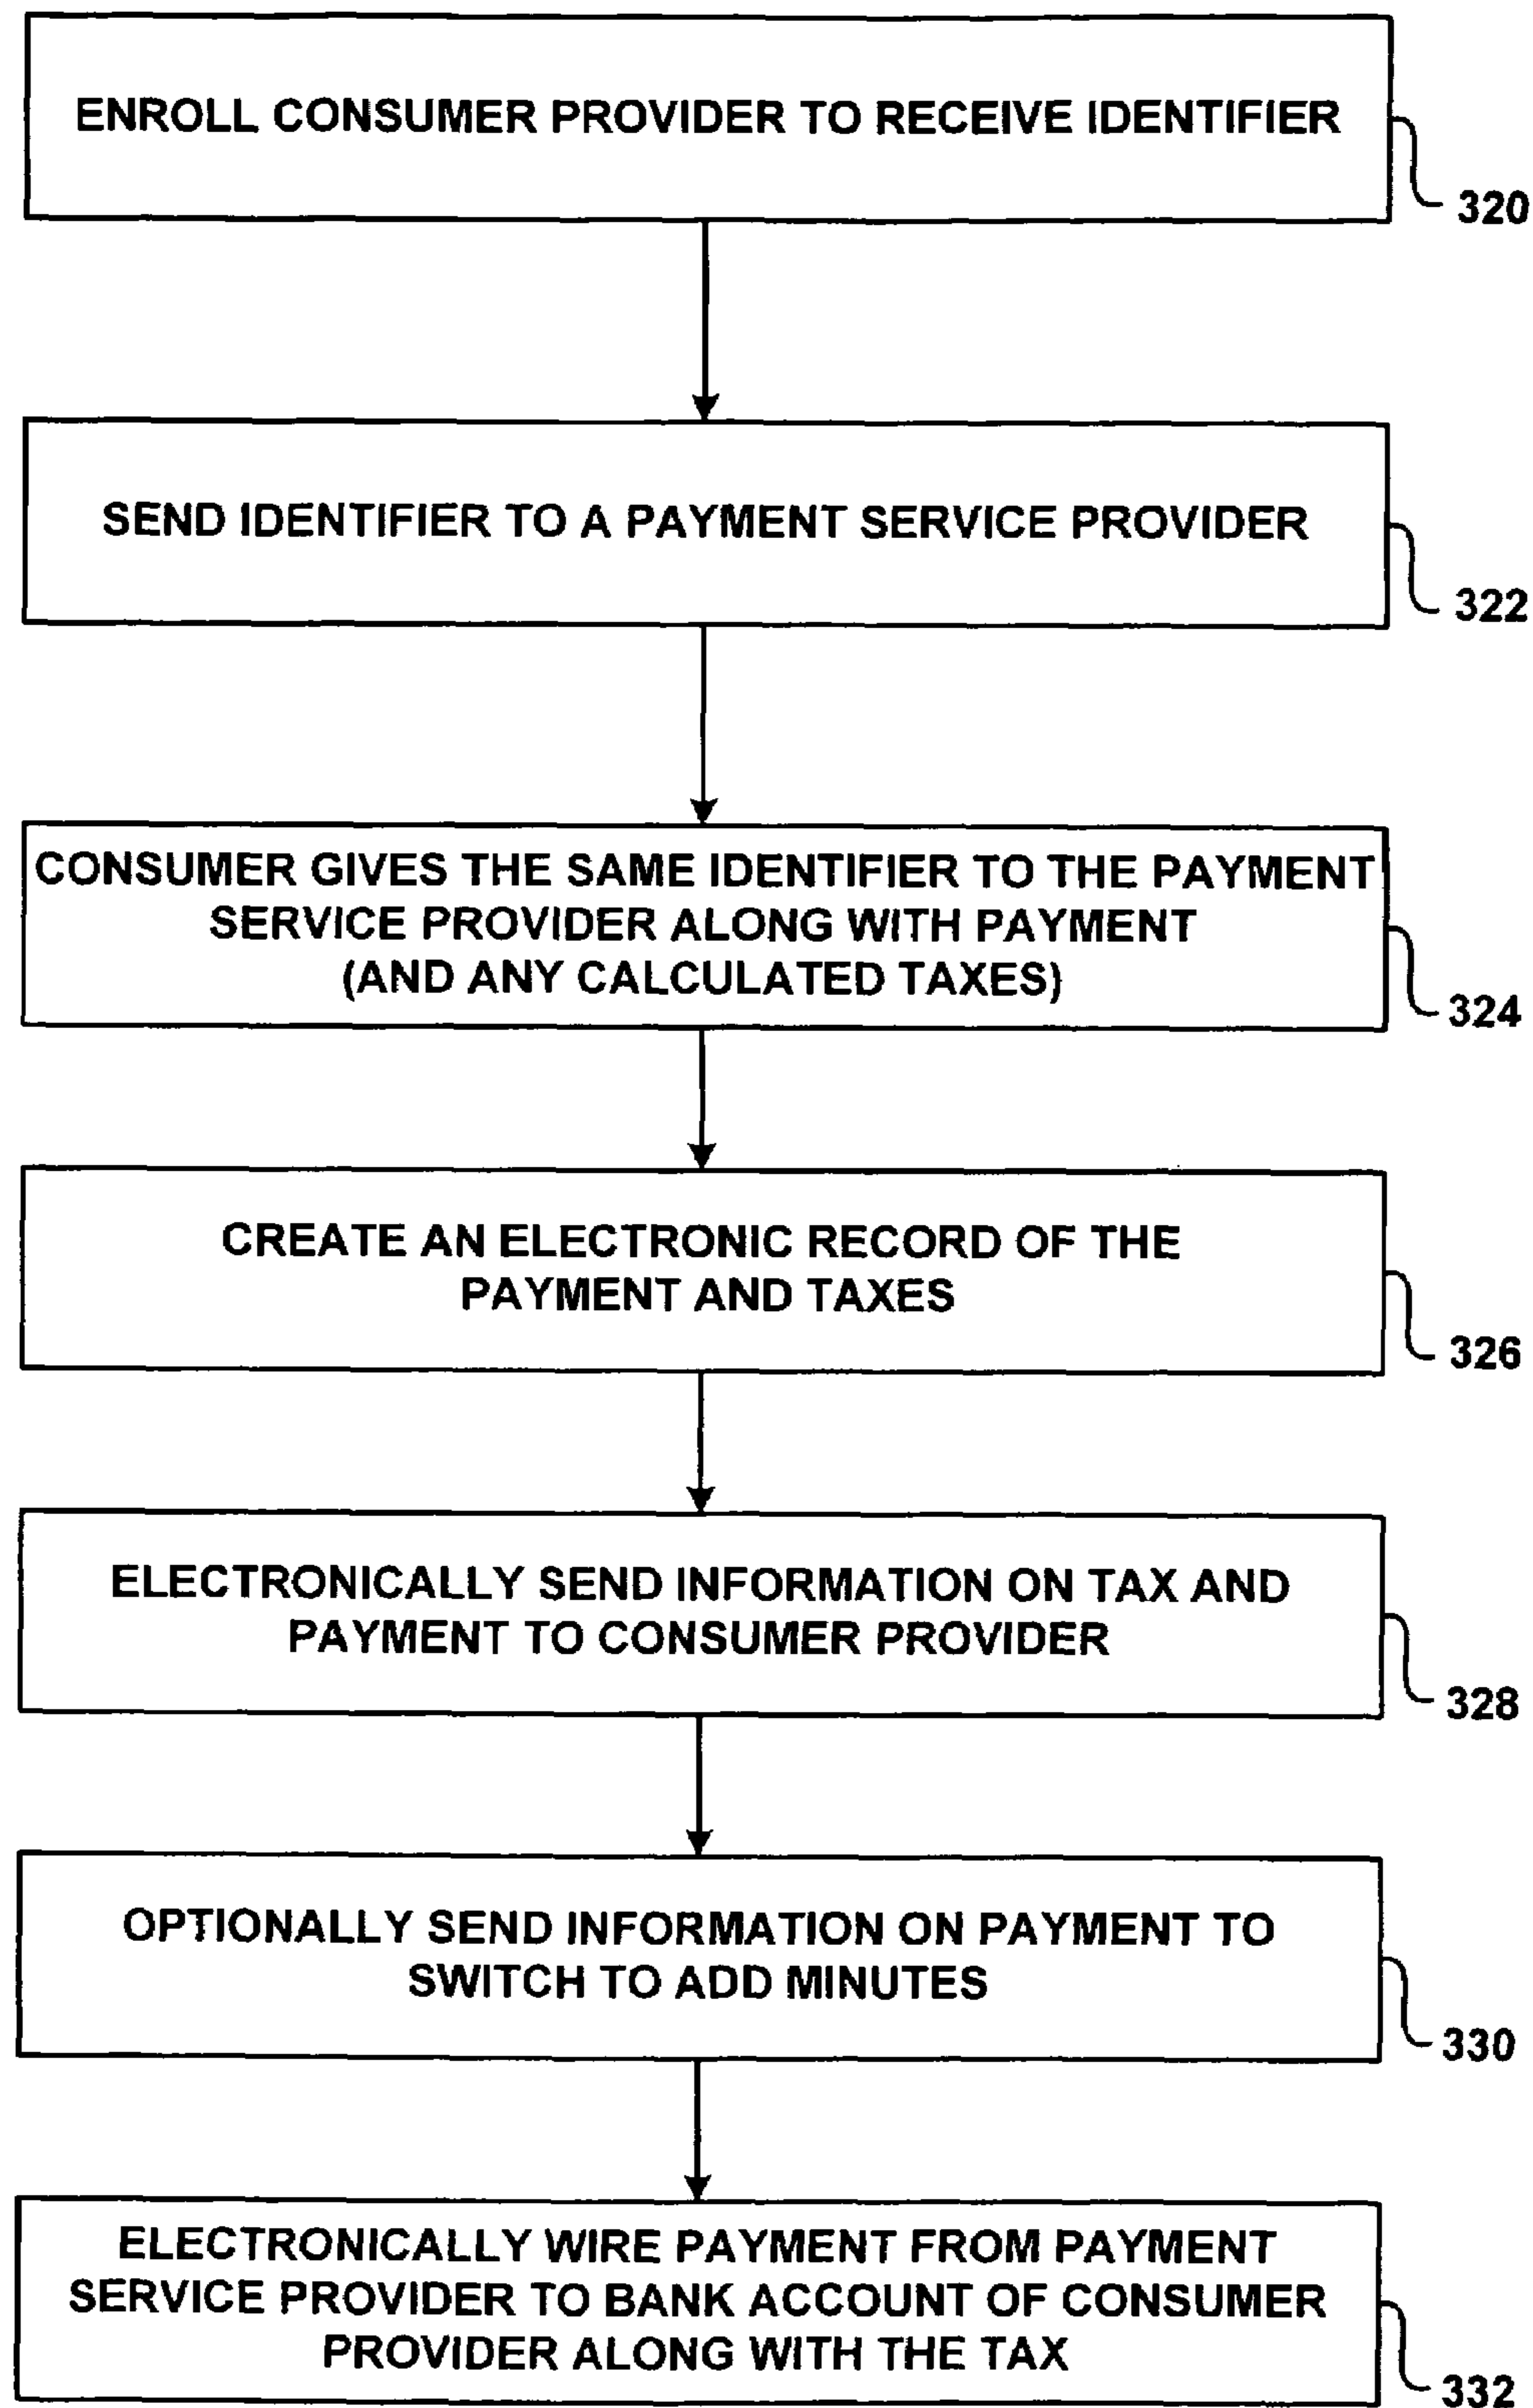 ENROLL CONSUMER PROVIDER TO RECEIVE IDENTIFIER
320
SEND IDENTIFIER TO A PAYMENT SERVICE PROVIDER
322
CONSUMER GIVES THE SAME IDENTIFIER TO THE PAYMENT
SERVICE PROVIDER ALONG WITH PAYMENT
(AND ANY CALCULATED TAXES)
324
CREATE AN ELECTRONIC RECORD OF THE
PAYMENT AND TAXES
326
ELECTRONICALLY SEND INFORMATION ON TAX AND
PAYMENT TO CONSUMER PROVIDER
328
OPTIONALLY SEND INFORMATION ON PAYMENT TO
SWITCH TO ADD MINUTES
330
ELECTRONICALLY WIRE PAYMENT FROM PAYMENT
SERVICE PROVIDER TO BANK ACCOUNT OF CONSUMER
PROVIDER ALONG WITH THE TAX
332